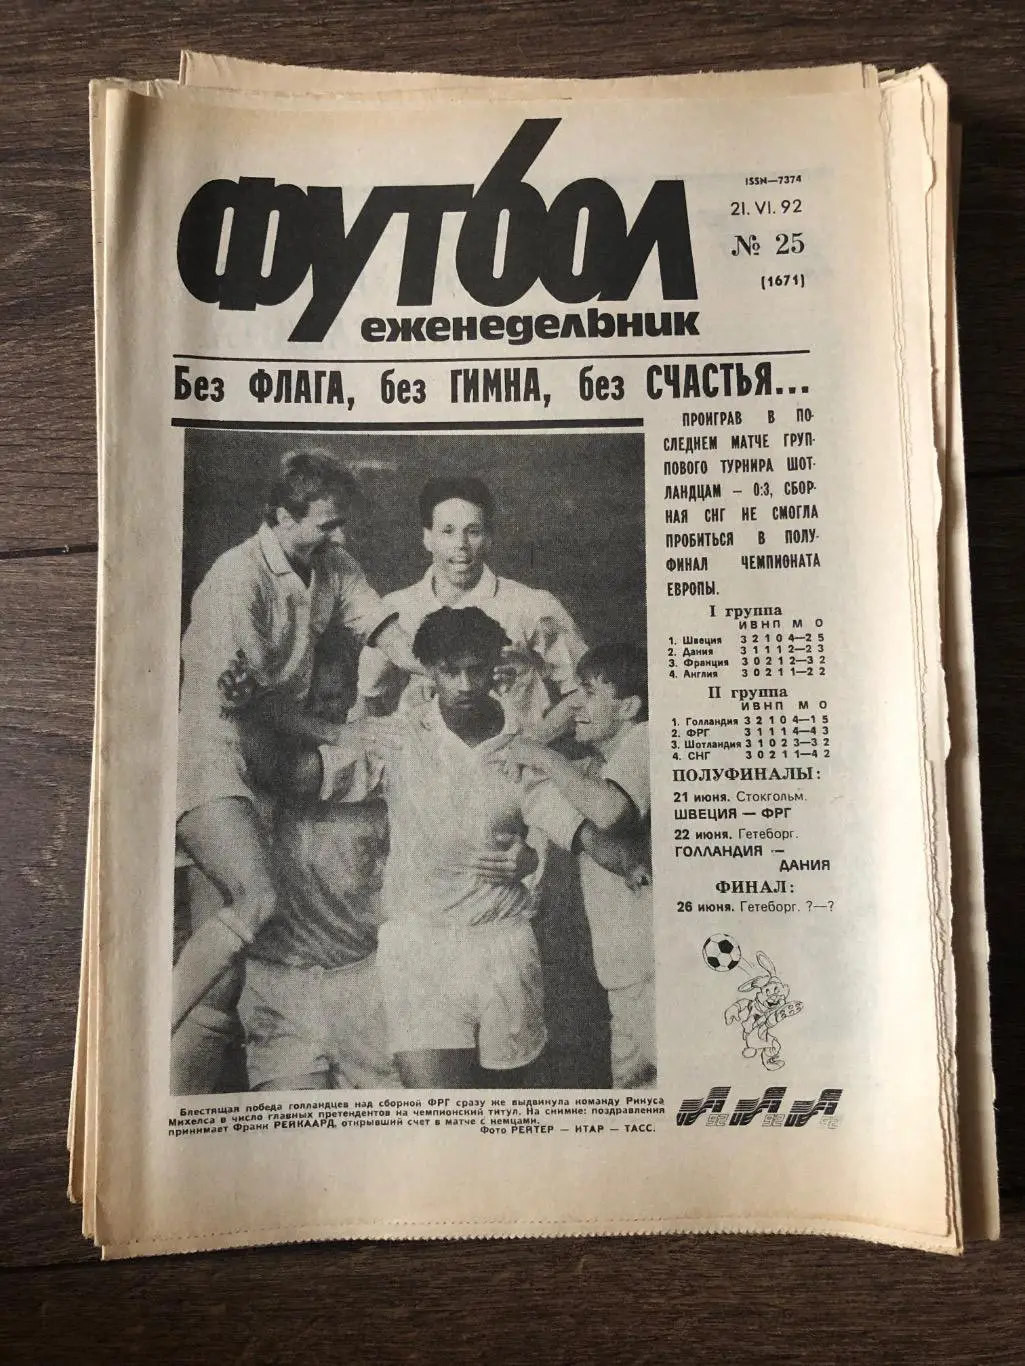 ФУТБОЛ
еженедельник
ISSN—7374
21. VI. 92
№ 25
(1671)
Без ФЛАГА, без ГИМНА, без СЧАСТЬЯ...
ПРОИГРАВ В ПО-
СЛЕДНЕМ МАТЧЕ ГРУП-
ПОВОГО ТУРНИРА ШОТ-
ЛАНДЦАМ — 0:3, СБОР-
НАЯ СНГ НЕ СМОГЛА
ПРОБИТЬСЯ В ПОЛУ-
ФИНАЛ ЧЕМПИОНАТА
ЕВРОПЫ.
I группа
И В Н П М О
1. Швеция 3 2 1 0 4—2 5
2. Дания 3 1 1 1 2—2 3
3. Франция 3 0 2 1 2—3 2
4. Англия 3 0 2 1 1—2 2
II группа
И В Н П М О
1. Голландия 3 2 1 0 4—1 5
2. ФРГ 3 1 1 1 4—4 3
3. Шотландия 3 1 0 2 3—3 2
4. СНГ 3 0 2 1 1—4 2
ПОЛУФИНАЛЫ:
21 июня. Стокгольм.
ШВЕЦИЯ — ФРГ
22 июня. Гетеборг.
ГОЛЛАНДИЯ —
ДАНИЯ
ФИНАЛ:
26 июня. Гетеборг. ?—?
Блестящая победа голландцев над сборной ФРГ сразу же выдвинула команду Ринуса
Михелса в число главных претендентов на чемпионский титул. На снимке: поздравления
принимает Франк РЕЙКААРД, открывший счет в матче с немцами.
Фото РЕЙТЕР — ИТАР — ТАСС.
92 92 92